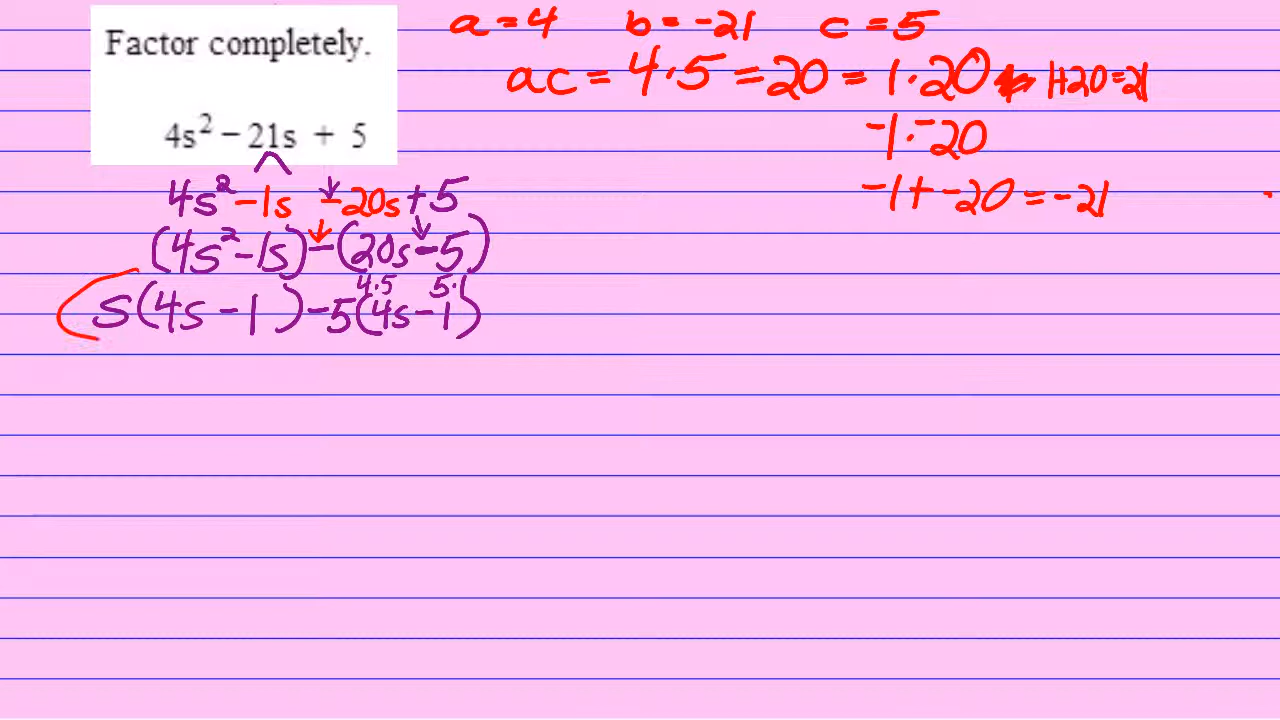 Factor completely.
4s² − 21s + 5
a = 4 b = -21 c = 5
ac = 4·5 = 20 = 1·20 1+20=21
-1·-20
-1 + -20 = -21
4s² -1s -20s +5
(4s² -1s) - (20s - 5)
4·5 5·1
s(4s - 1) - 5(4s - 1)